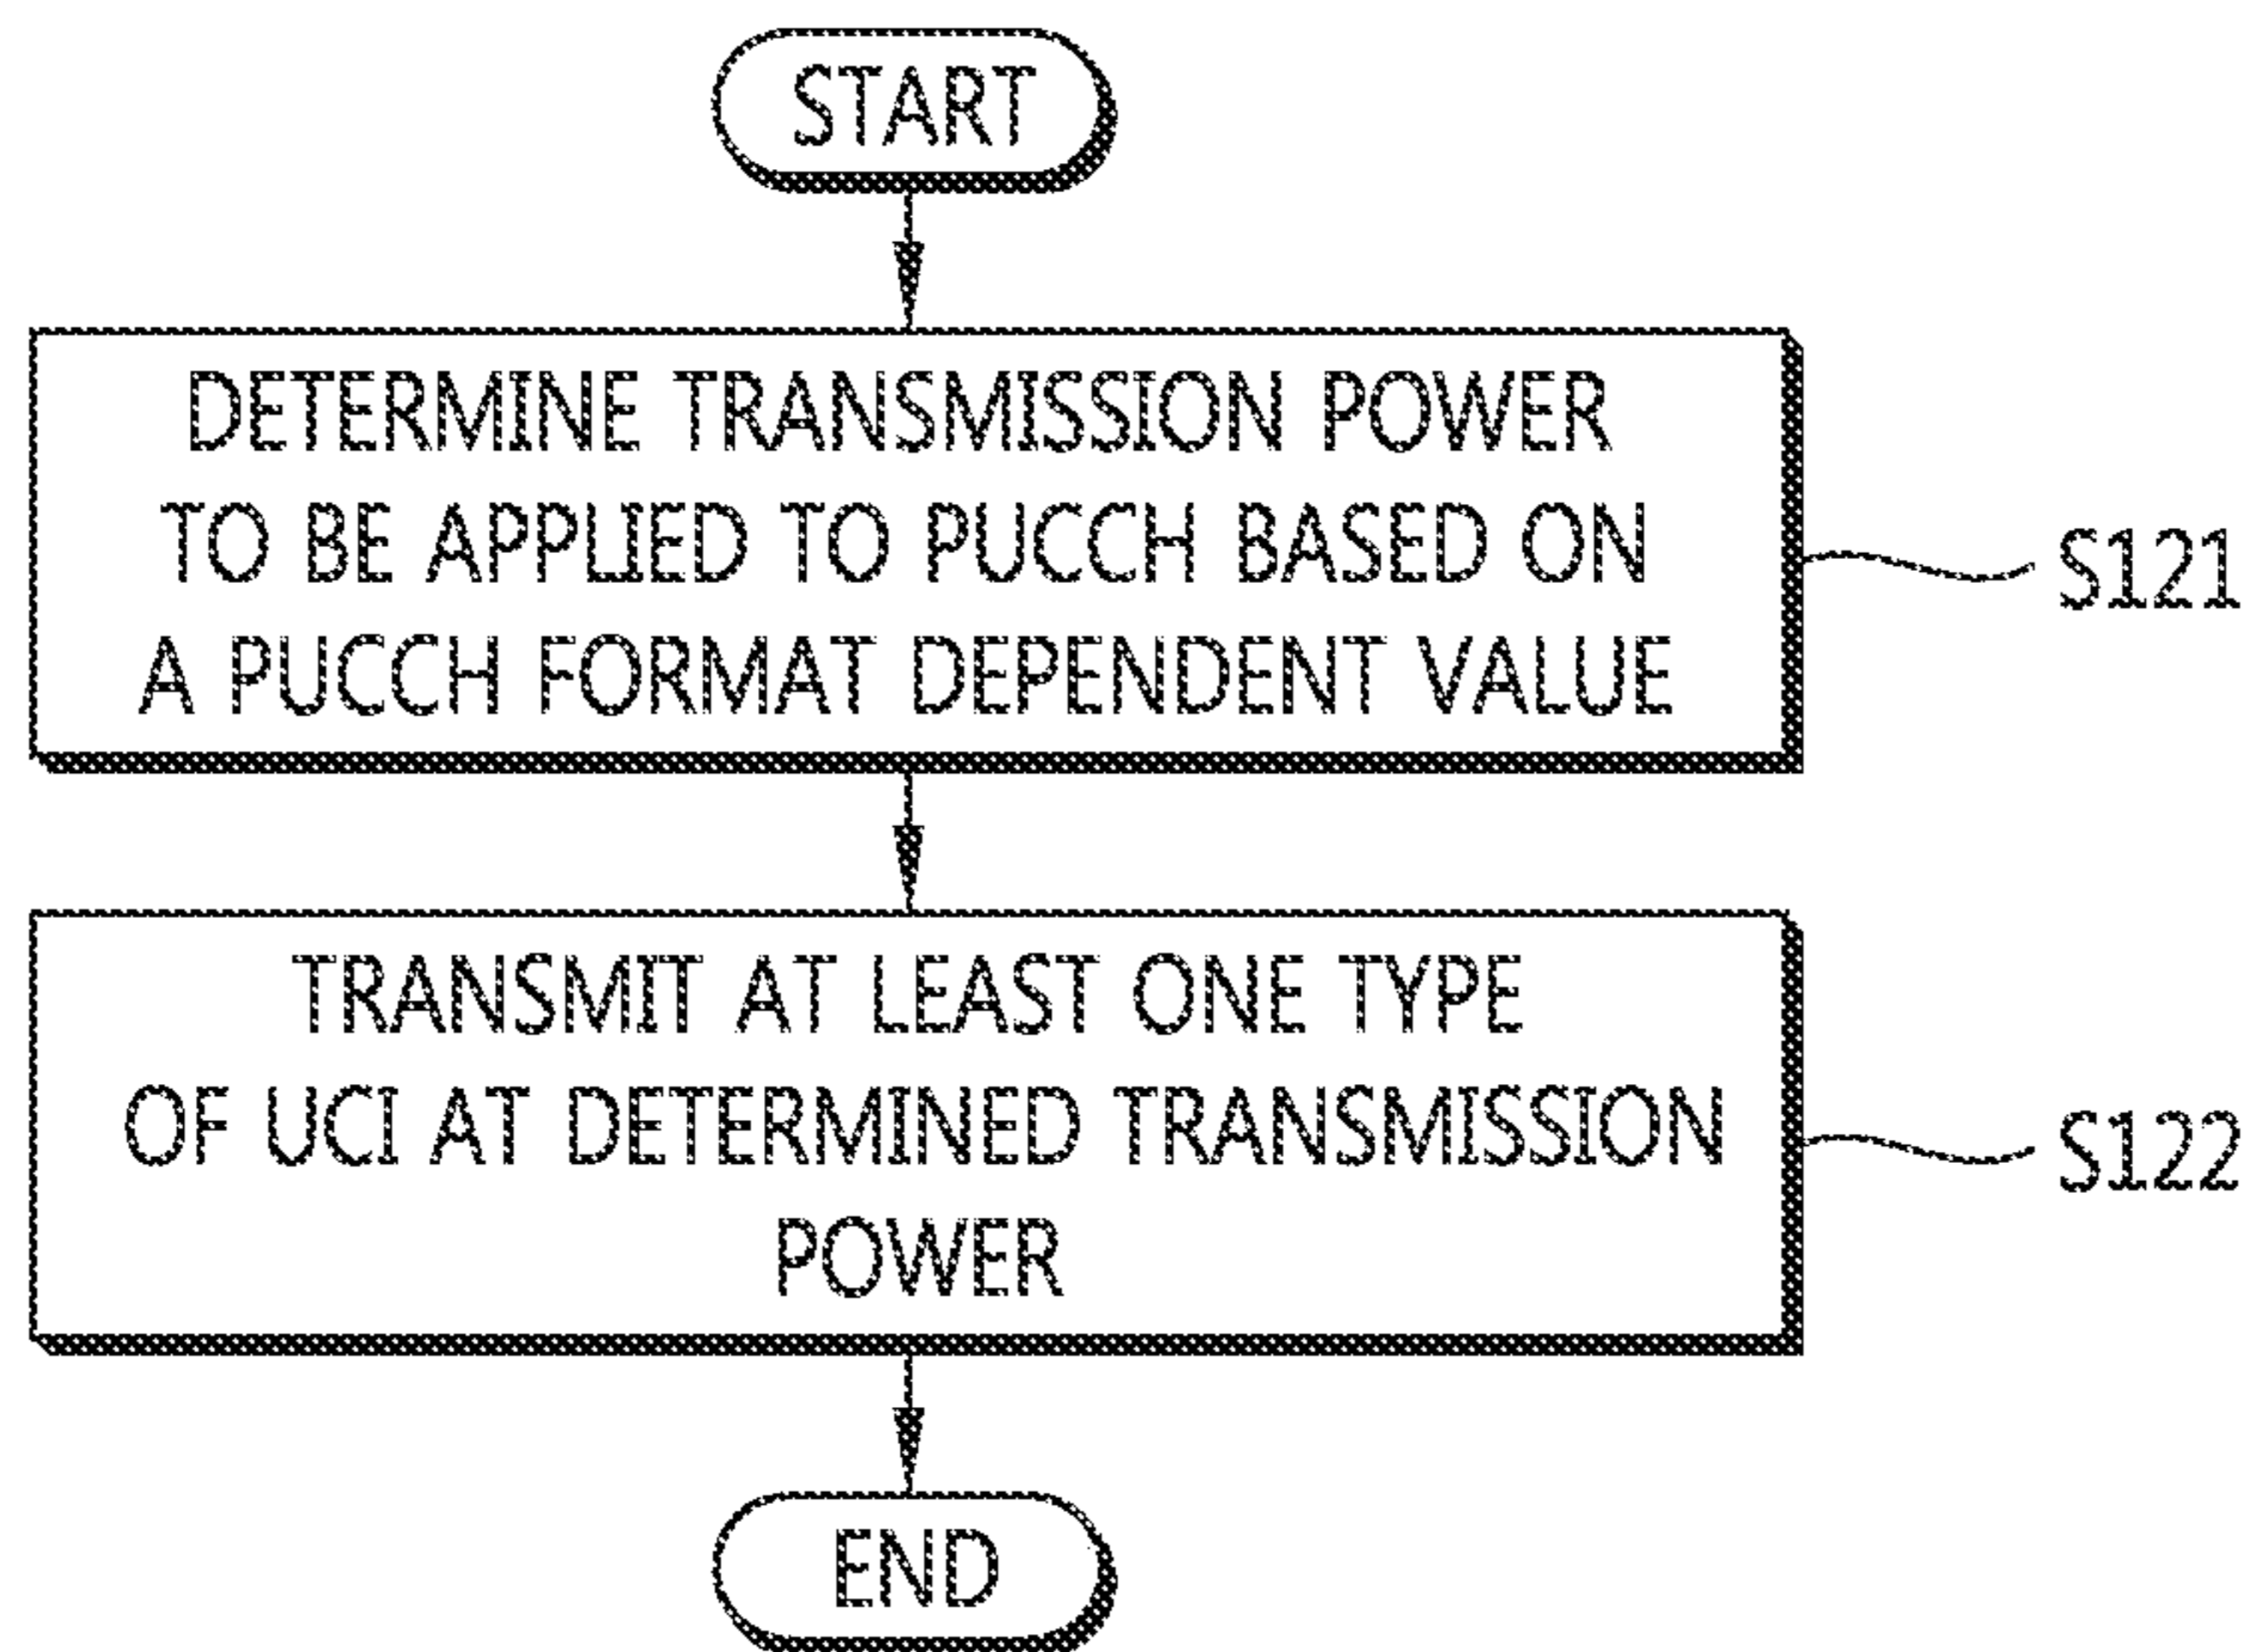 START
DETERMINE TRANSMISSION POWER
TO BE APPLIED TO PUCCH BASED ON
A PUCCH FORMAT DEPENDENT VALUE
S121
TRANSMIT AT LEAST ONE TYPE
OF UCI AT DETERMINED TRANSMISSION
POWER
S122
END